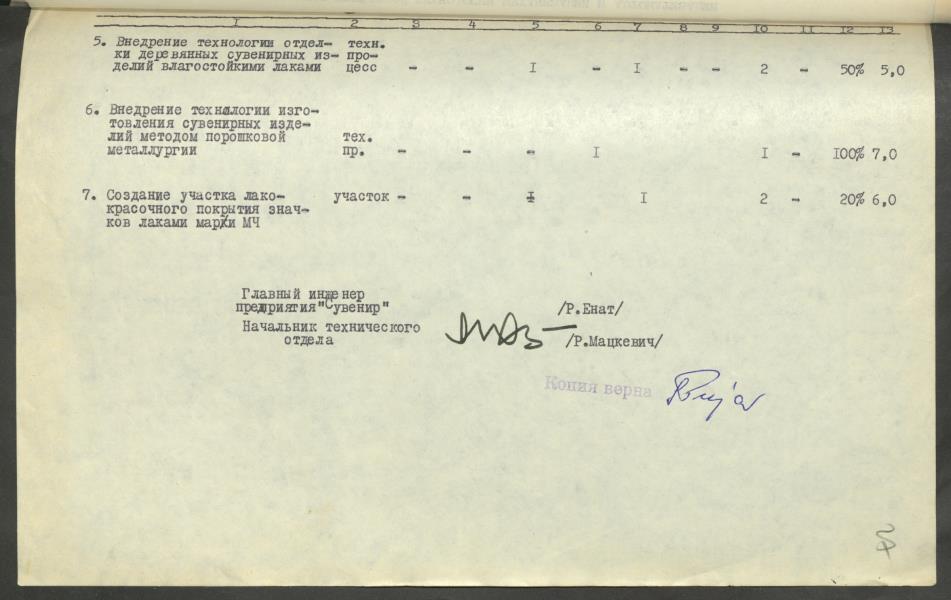 1 2 3 4 5 6 7 8 9 10 11 12 13
5. Внедрение технологии отдел- техн.
ки деревянных сувенирных из- про-
делий влагостойкими лаками цесс - - I - I - - 2 - 50% 5,0
6. Внедрение технологии изго-
товления сувенирных изде-
лий методом порошковой тех.
металлургии пр. - - - I I - 100% 7,0
7. Создание участка лако- участок - - I I 2 - 20% 6,0
красочного покрытия знач-
ков лаками марки МЧ
Главный инженер
предприятия "Сувенир" /Р.Енат/
Начальник технического
отдела /Р.Мацкевич/
Копия верна